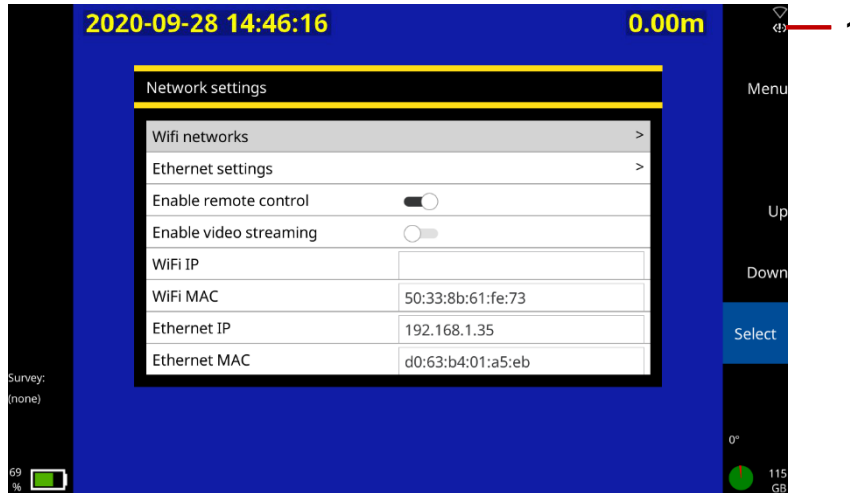 2020-09-28 14:46:16 0.00m
Network settings
Menu
Wifi networks >
Ethernet settings >
Enable remote control
Up
Enable video streaming
WiFi IP
Down
WiFi MAC 50:33:8b:61:fe:73
Ethernet IP 192.168.1.35
Select
Ethernet MAC d0:63:b4:01:a5:eb
Survey:
(none)
0°
69
%
115
GB